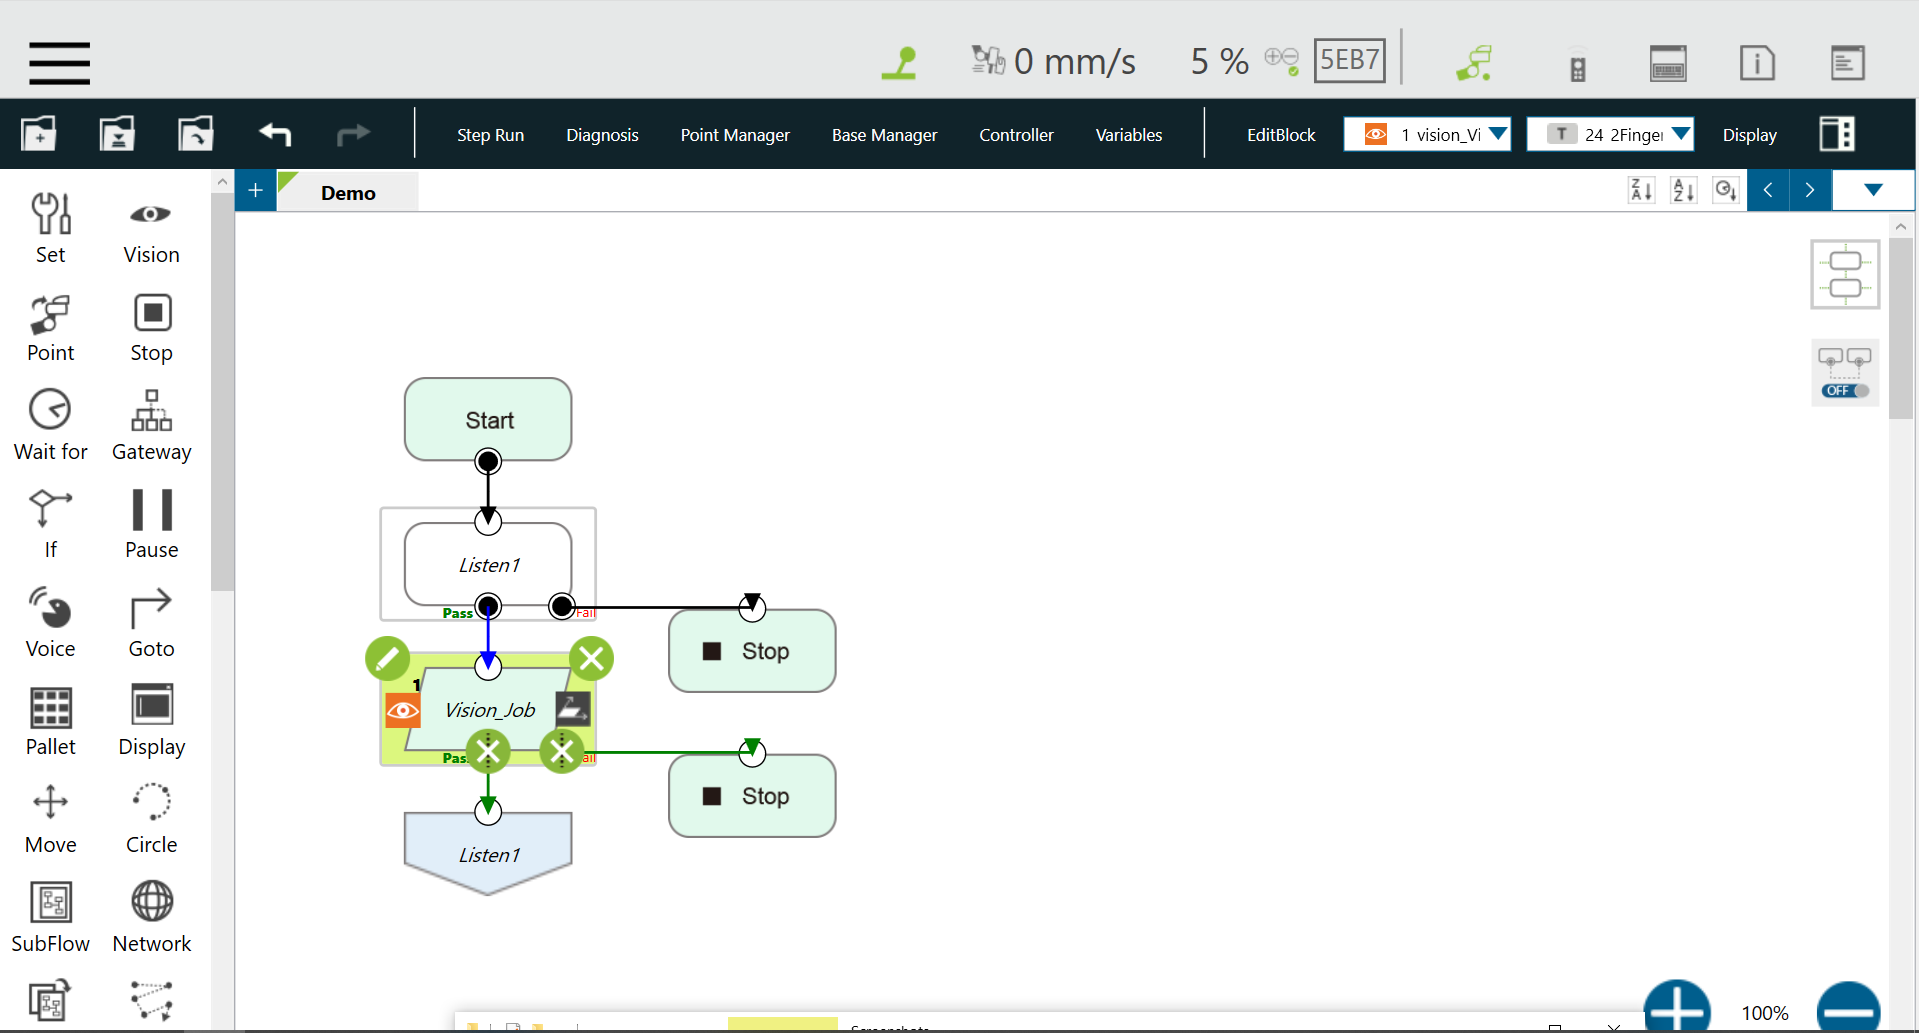 0 mm/s 5 % 5EB7
Step Run Diagnosis Point Manager Base Manager Controller Variables EditBlock 1 vision_Vi T 24 2Finger Display
+ Demo
Set Vision
Point Stop
Wait for Gateway
If Pause
Voice Goto
Pallet Display
Move Circle
SubFlow Network
OFF
Start
Listen1
Pass Fail
Stop
1
Vision_Job
Pas ail
Stop
Listen1
100%